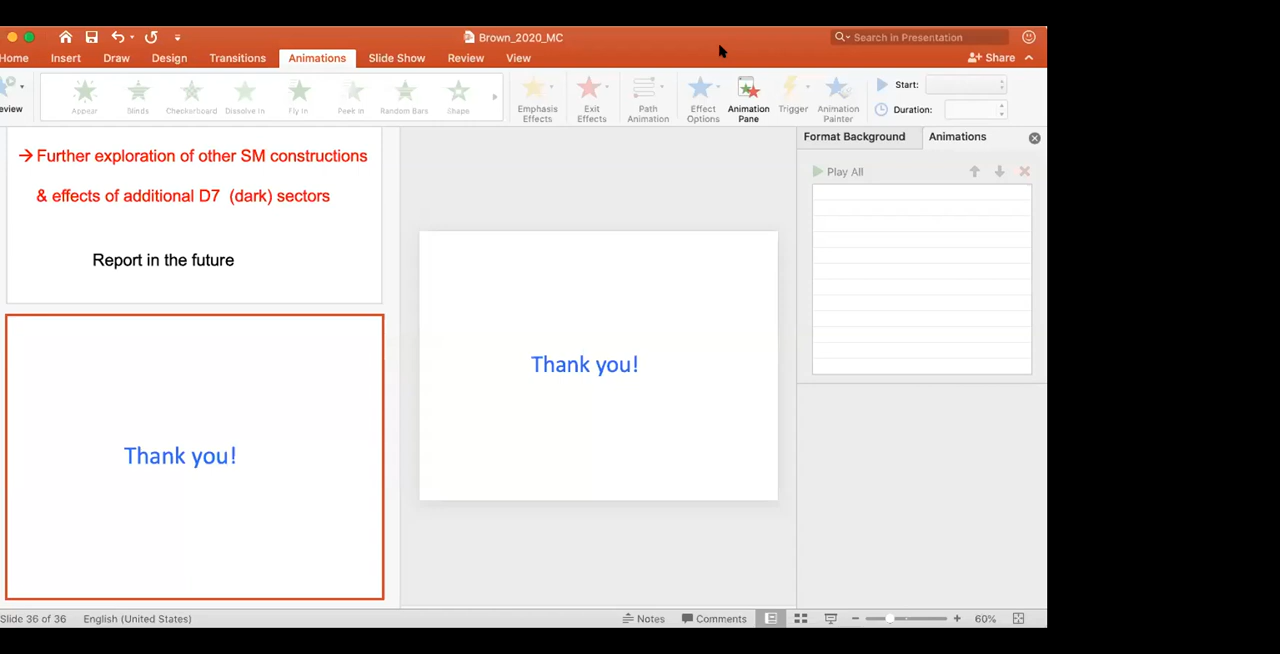 Brown_2020_MC
Search in Presentation
Home
Insert
Draw
Design
Transitions
Animations
Slide Show
Review
View
Share
Appear
Blinds
Checkerboard
Dissolve In
Fly In
Peek In
Random Bars
Shape
Emphasis
Effects
Exit
Effects
Path
Animation
Effect
Options
Animation
Pane
Trigger
Animation
Painter
Start:
Duration:
→ Further exploration of other SM constructions
& effects of additional D7 (dark) sectors
Report in the future
Thank you!
Thank you!
Format Background
Animations
Play All
Slide 36 of 36
English (United States)
Notes
Comments
60%